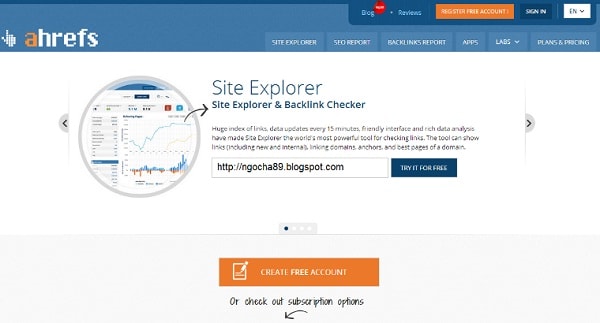 Blog
Reviews
REGISTER FREE ACCOUNT !
SIGN IN
EN
ahrefs
SITE EXPLORER
SEO REPORT
BACKLINKS REPORT
APPS
LABS
PLANS & PRICING
Site Explorer
Site Explorer & Backlink Checker
Huge index of links, data updates every 15 minutes, friendly interface and rich data analysis
have made Site Explorer the world's most powerful tool for checking links. The tool can show
links (including new and internal), linking domains, anchors, and best pages of a domain.
http://ngocha89.blogspot.com
TRY IT FOR FREE
CREATE FREE ACCOUNT
Or check out subscription options